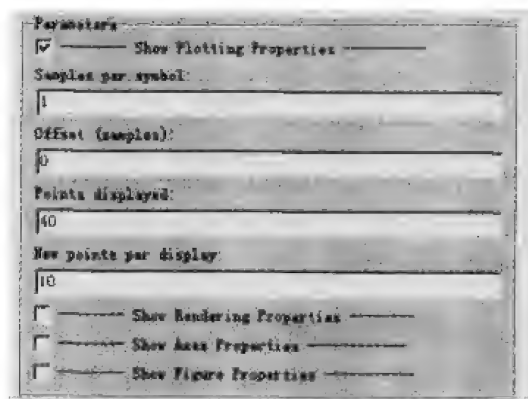 Parameters
Show Plotting Properties
Samples per symbol:
1
Offset (samples):
0
Points displayed:
40
New points per display:
10
Show Rendering Properties
Show Axes Properties
Show Figure Properties